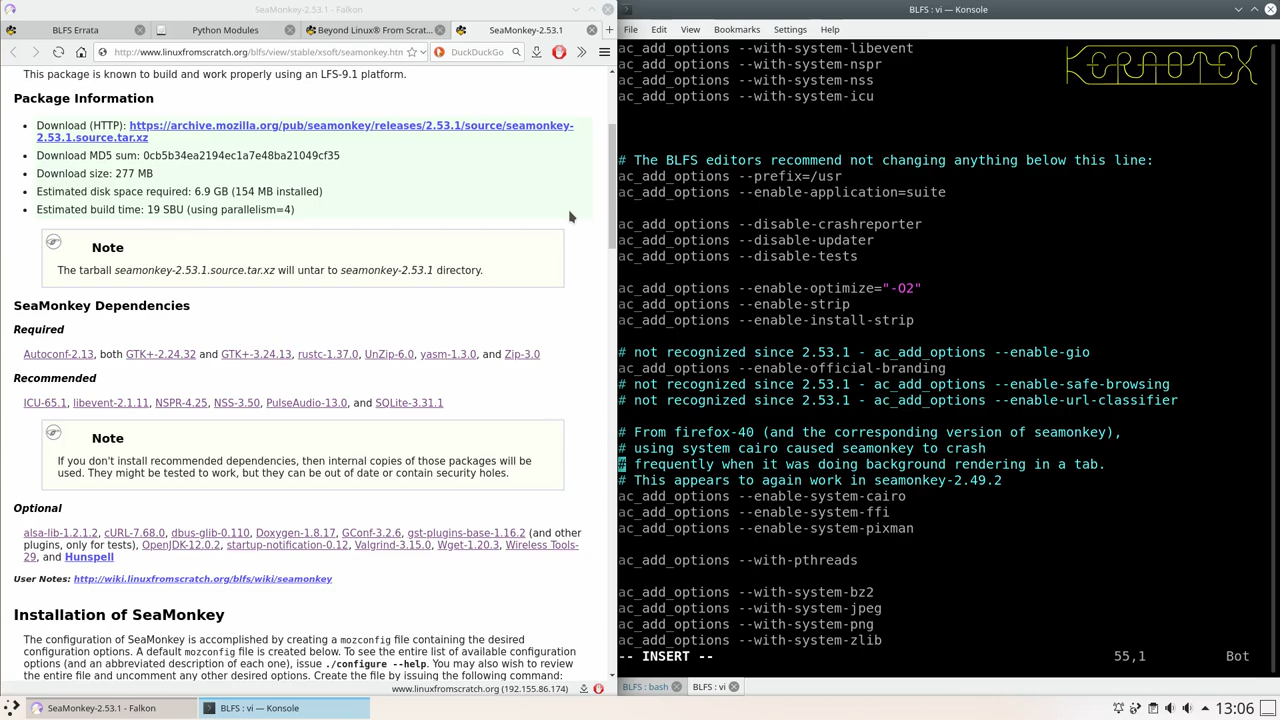 SeaMonkey-2.53.1 - Falkon
BLFS Errata
Python Modules
Beyond Linux® From Scra...
SeaMonkey-2.53.1
http://www.linuxfromscratch.org/blfs/view/stable/xsoft/seamonkey.htm
DuckDuckGo
This package is known to build and work properly using an LFS-9.1 platform.
Package Information
• Download (HTTP): https://archive.mozilla.org/pub/seamonkey/releases/2.53.1/source/seamonkey-
2.53.1.source.tar.xz
• Download MD5 sum: 0cb5b34ea2194ec1a7e48ba21049cf35
• Download size: 277 MB
• Estimated disk space required: 6.9 GB (154 MB installed)
• Estimated build time: 19 SBU (using parallelism=4)
Note
The tarball seamonkey-2.53.1.source.tar.xz will untar to seamonkey-2.53.1 directory.
SeaMonkey Dependencies
Required
Autoconf-2.13, both GTK+-2.24.32 and GTK+-3.24.13, rustc-1.37.0, UnZip-6.0, yasm-1.3.0, and Zip-3.0
Recommended
ICU-65.1, libevent-2.1.11, NSPR-4.25, NSS-3.50, PulseAudio-13.0, and SQLite-3.31.1
Note
If you don't install recommended dependencies, then internal copies of those packages will be
used. They might be tested to work, but they can be out of date or contain security holes.
Optional
alsa-lib-1.2.1.2, cURL-7.68.0, dbus-glib-0.110, Doxygen-1.8.17, GConf-3.2.6, gst-plugins-base-1.16.2 (and other
plugins, only for tests), OpenJDK-12.0.2, startup-notification-0.12, Valgrind-3.15.0, Wget-1.20.3, Wireless Tools-
29, and Hunspell
User Notes: http://wiki.linuxfromscratch.org/blfs/wiki/seamonkey
Installation of SeaMonkey
The configuration of SeaMonkey is accomplished by creating a mozconfig file containing the desired
configuration options. A default mozconfig file is created below. To see the entire list of available configuration
options (and an abbreviated description of each one), issue ./configure --help. You may also wish to review
the entire file and uncomment any other desired options. Create the file by issuing the following command:
www.linuxfromscratch.org (192.155.86.174)
BLFS : vi — Konsole
File Edit View Bookmarks Settings Help
KERAOTEX
ac_add_options --with-system-libevent
ac_add_options --with-system-nspr
ac_add_options --with-system-nss
ac_add_options --with-system-icu
# The BLFS editors recommend not changing anything below this line:
ac_add_options --prefix=/usr
ac_add_options --enable-application=suite
ac_add_options --disable-crashreporter
ac_add_options --disable-updater
ac_add_options --disable-tests
ac_add_options --enable-optimize="-O2"
ac_add_options --enable-strip
ac_add_options --enable-install-strip
# not recognized since 2.53.1 - ac_add_options --enable-gio
ac_add_options --enable-official-branding
# not recognized since 2.53.1 - ac_add_options --enable-safe-browsing
# not recognized since 2.53.1 - ac_add_options --enable-url-classifier
# From firefox-40 (and the corresponding version of seamonkey),
# using system cairo caused seamonkey to crash
# frequently when it was doing background rendering in a tab.
# This appears to again work in seamonkey-2.49.2
ac_add_options --enable-system-cairo
ac_add_options --enable-system-ffi
ac_add_options --enable-system-pixman
ac_add_options --with-pthreads
ac_add_options --with-system-bz2
ac_add_options --with-system-jpeg
ac_add_options --with-system-png
ac_add_options --with-system-zlib
-- INSERT -- 55,1 Bot
BLFS : bash
BLFS : vi
SeaMonkey-2.53.1 - Falkon
BLFS : vi — Konsole
13:06